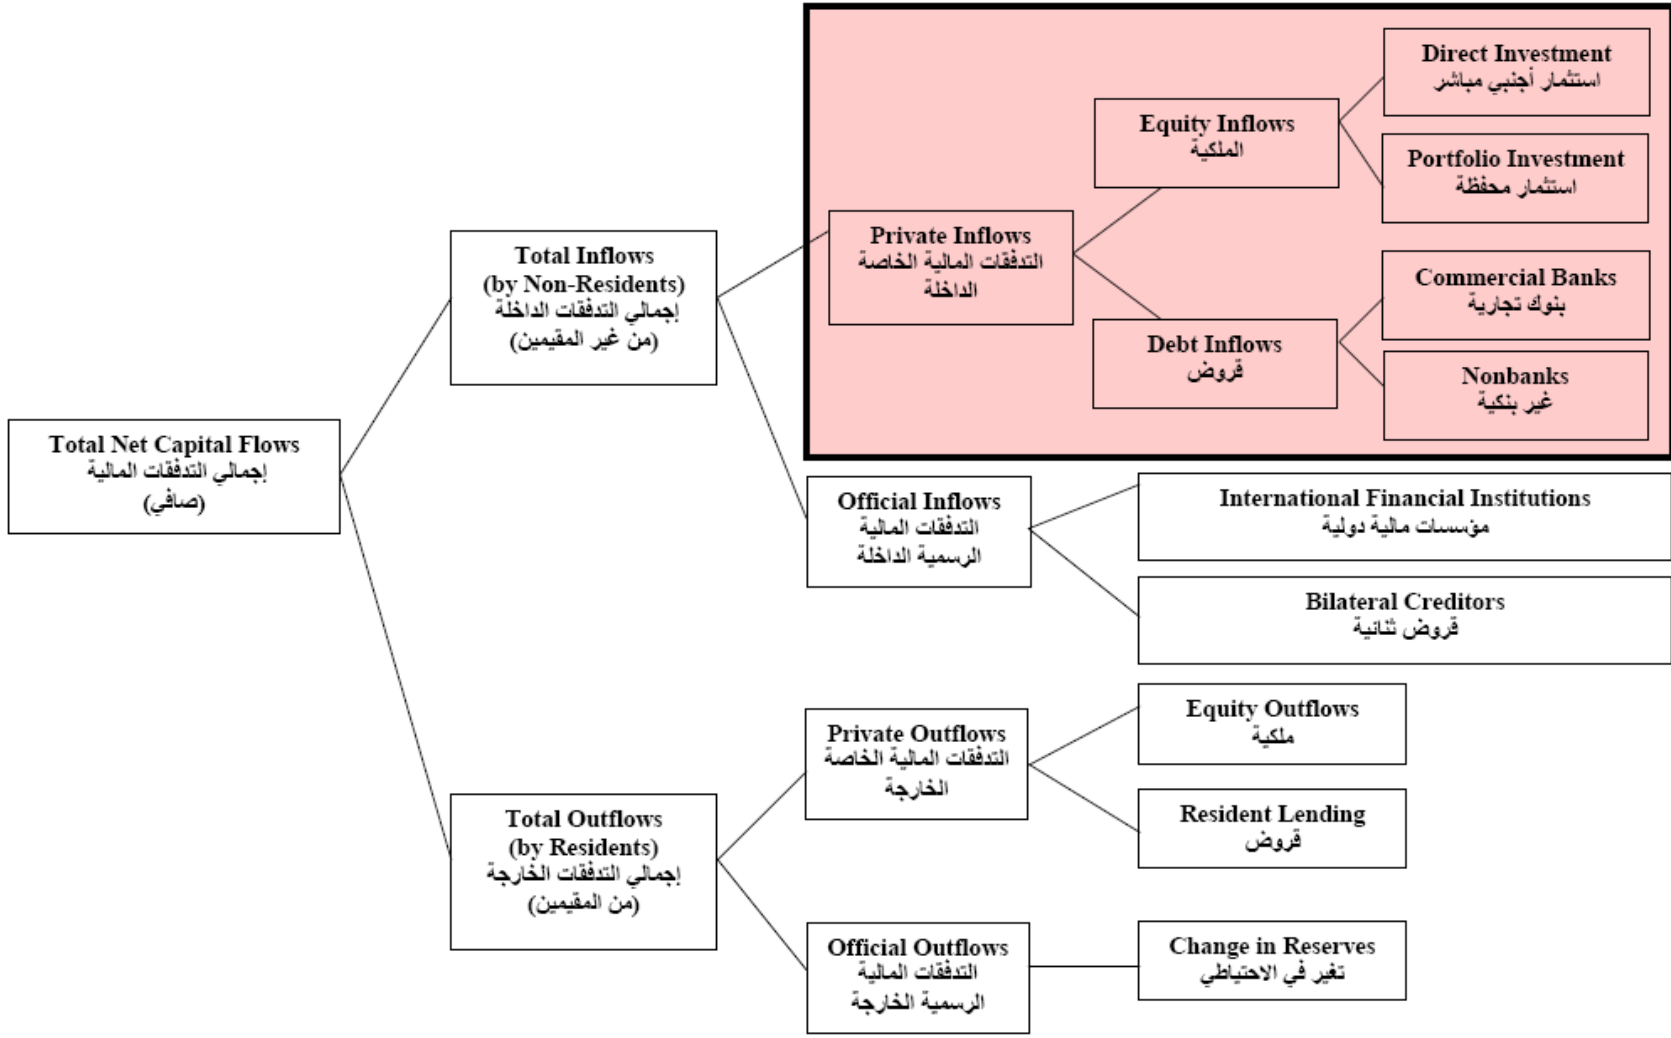 Total Net Capital Flows
إجمالي التدفقات المالية
(صافي)
Total Inflows
(by Non-Residents)
إجمالي التدفقات الداخلة
(من غير المقيمين)
Private Inflows
التدفقات المالية الخاصة
الداخلة
Equity Inflows
الملكية
Direct Investment
استثمار أجنبي مباشر
Portfolio Investment
استثمار محفظة
Debt Inflows
قروض
Commercial Banks
بنوك تجارية
Nonbanks
غير بنكية
Official Inflows
التدفقات المالية
الرسمية الداخلة
International Financial Institutions
مؤسسات مالية دولية
Bilateral Creditors
قروض ثنائية
Total Outflows
(by Residents)
إجمالي التدفقات الخارجة
(من المقيمين)
Private Outflows
التدفقات المالية الخاصة
الخارجة
Equity Outflows
ملكية
Resident Lending
قروض
Official Outflows
التدفقات المالية
الرسمية الخارجة
Change in Reserves
تغير في الاحتياطي